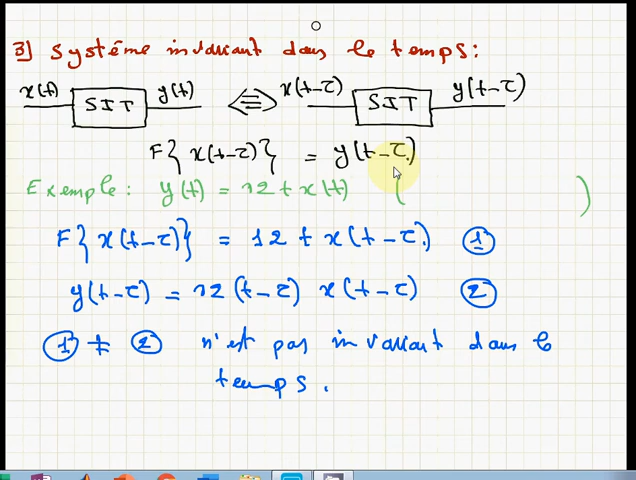 3) système invariant dans le temps:
x(t) SIT y(t) ⟺ x(t-τ) SIT y(t-τ)
F{ x(t-τ)} = y(t-τ)
Exemple: y(t) = 12 t x(t) ( )
F{ x(t-τ)} = 12 t x(t-τ) ①
y(t-τ) = 12(t-τ) x(t-τ) ②
① ≠ ② n'est pas invariant dans le
temps.